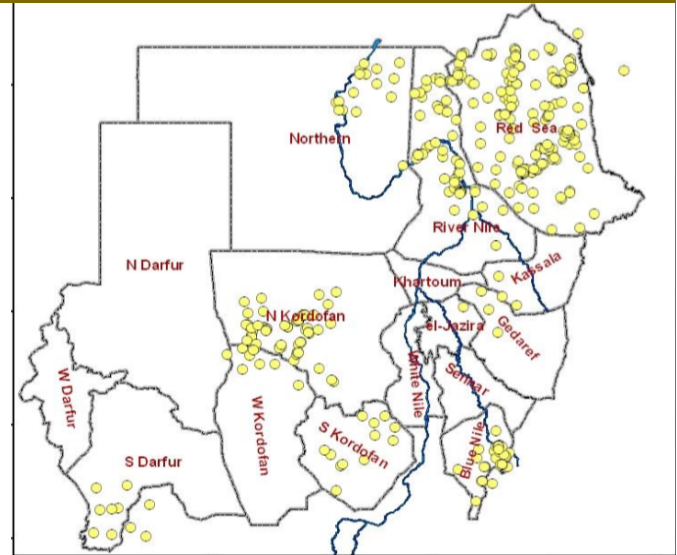 Northern
Red Sea
River Nile
N Darfur
Kassala
Khartoum
N Kordofan
el-Jazira
Gedaref
W Darfur
White Nile
Sennar
W Kordofan
S Kordofan
Blue Nile
S Darfur